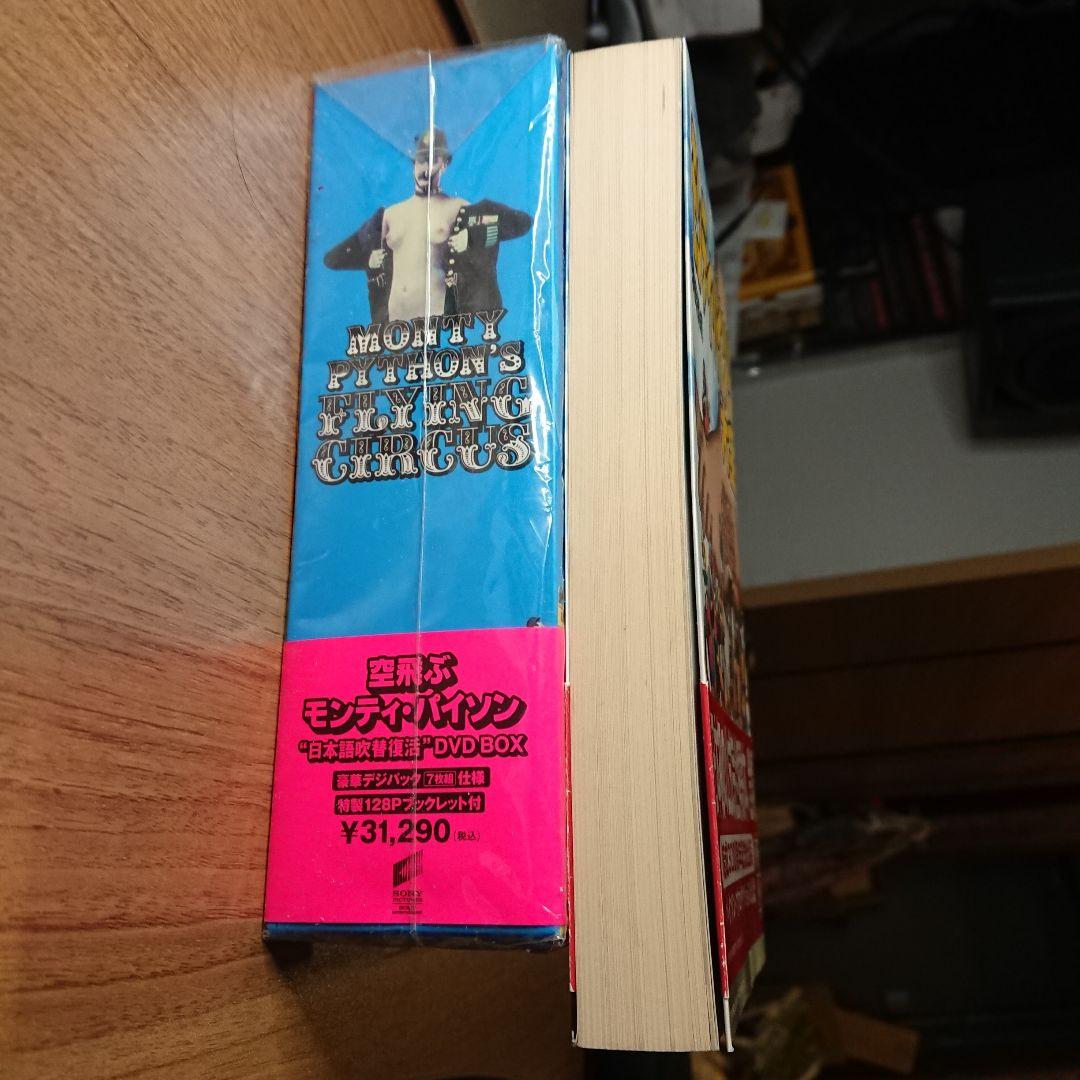 MONTY
PYTHON'S
FLYING
CIRCUS
空飛ぶ
モンティ・パイソン
“日本語吹替復活” DVD BOX
豪華デジパック 7枚組 仕様
特製128Pブックレット付
¥31,290(税込)
SONY
PICTURES